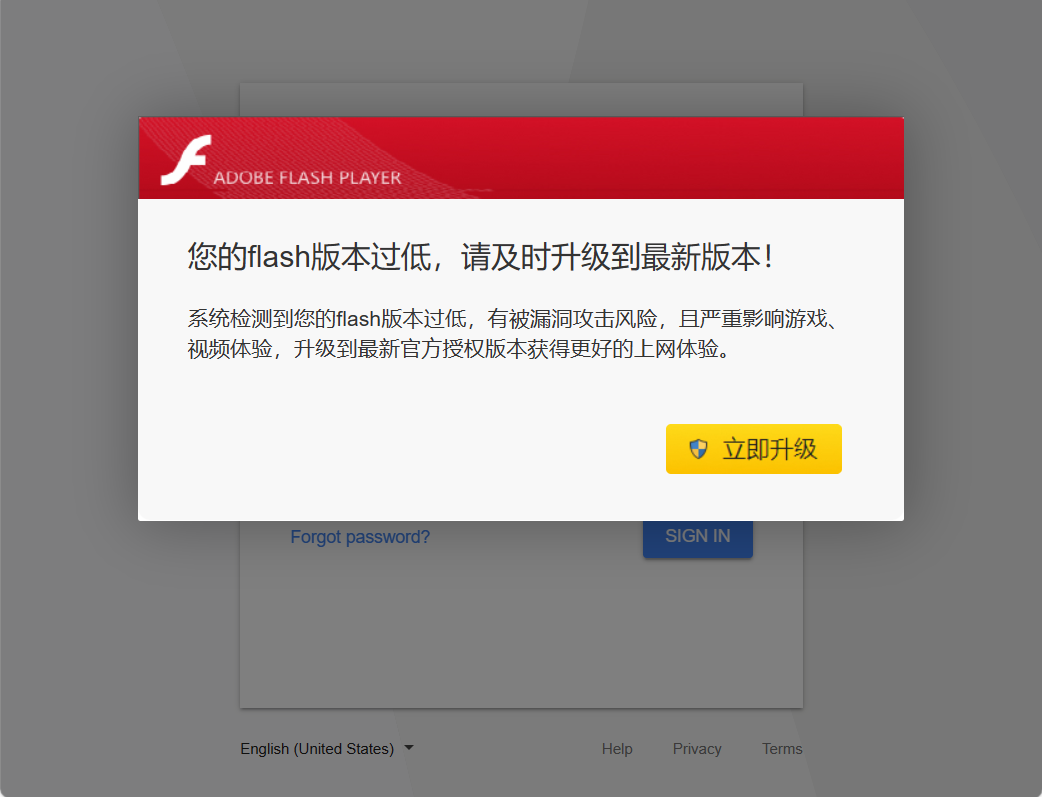 ADOBE FLASH PLAYER
您的flash版本过低，请及时升级到最新版本！
系统检测到您的flash版本过低，有被漏洞攻击风险，且严重影响游戏、
视频体验，升级到最新官方授权版本获得更好的上网体验。
立即升级
Forgot password?
SIGN IN
English (United States)
Help
Privacy
Terms